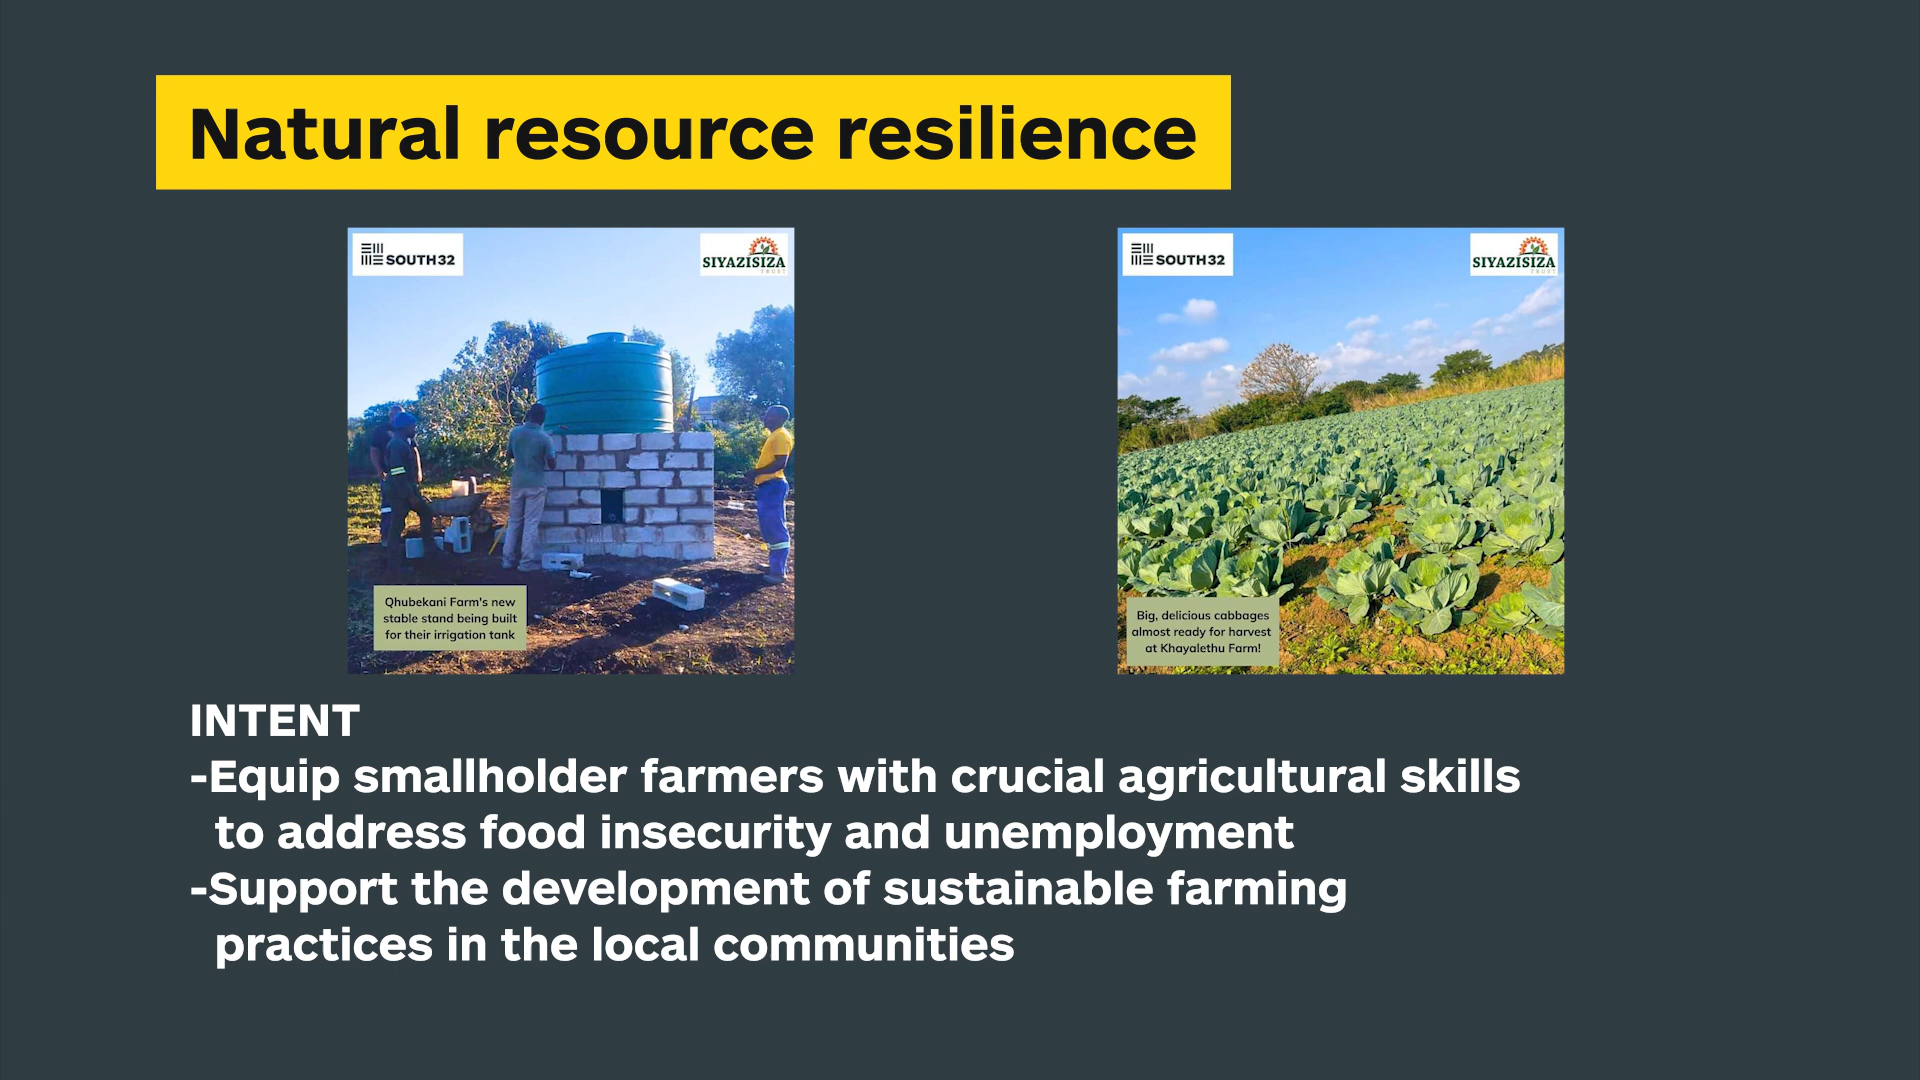 Natural resource resilience
SOUTH32
SIYAZISIZA
TRUST
Qhubekani Farm's new
stable stand being built
for their irrigation tank
SOUTH32
SIYAZISIZA
TRUST
Big, delicious cabbages
almost ready for harvest
at Khayalethu Farm!
INTENT
-Equip smallholder farmers with crucial agricultural skills
to address food insecurity and unemployment
-Support the development of sustainable farming
practices in the local communities